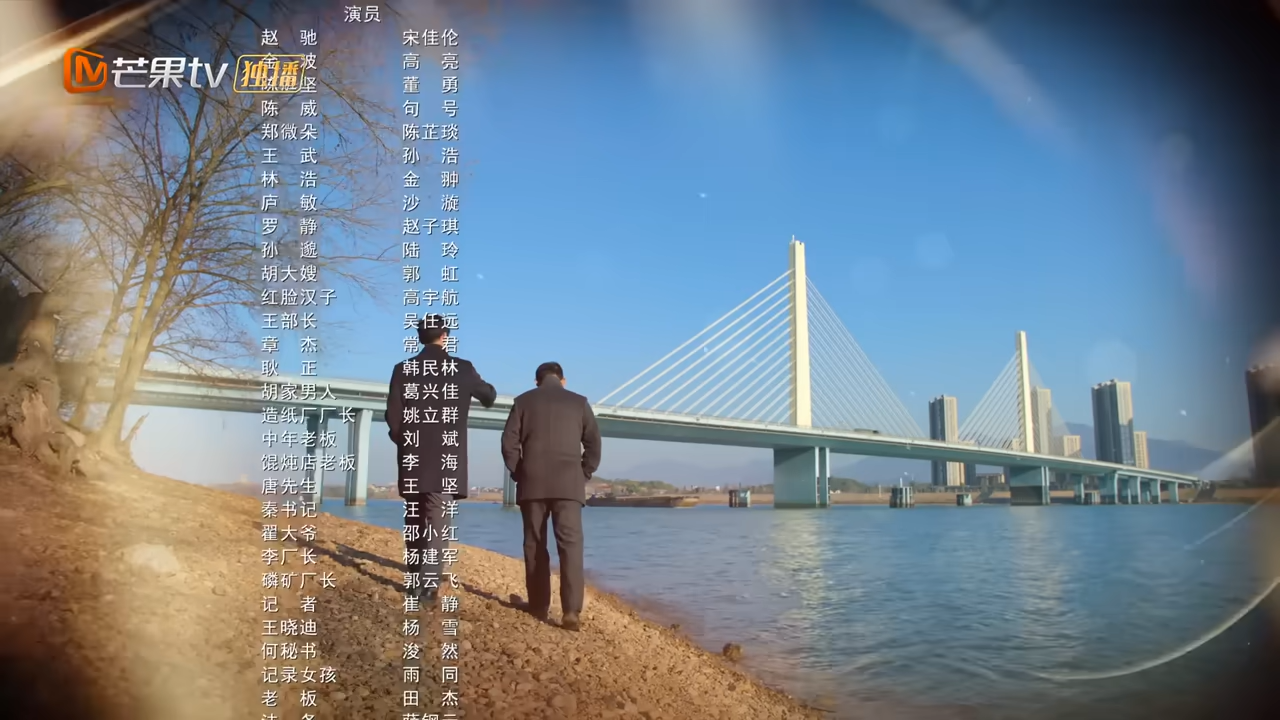 演员
赵 驰 宋佳伦
芒果tv 独播
金 波 高 亮
董 勇
陈 威 句 号
郑微朵 陈芷琰
王 武 孙 浩
林 浩 金 翀
庐 敏 沙 漩
罗 静 赵子琪
孙 邈 陆 玲
胡大嫂 郭 虹
红脸汉子 高宇航
王部长 吴任远
章 杰 常 君
耿 正 韩民林
胡家男人 葛兴佳
造纸厂厂长 姚立群
中年老板 刘 斌
馄炖店老板 李 海
唐先生 王 坚
秦书记 汪 洋
翟大爷 邵小红
李厂长 杨建军
磷矿厂长 郭云飞
记 者 崔 静
王晓迪 杨 雪
何秘书 浚 然
记录女孩 雨 同
老 板 田 杰